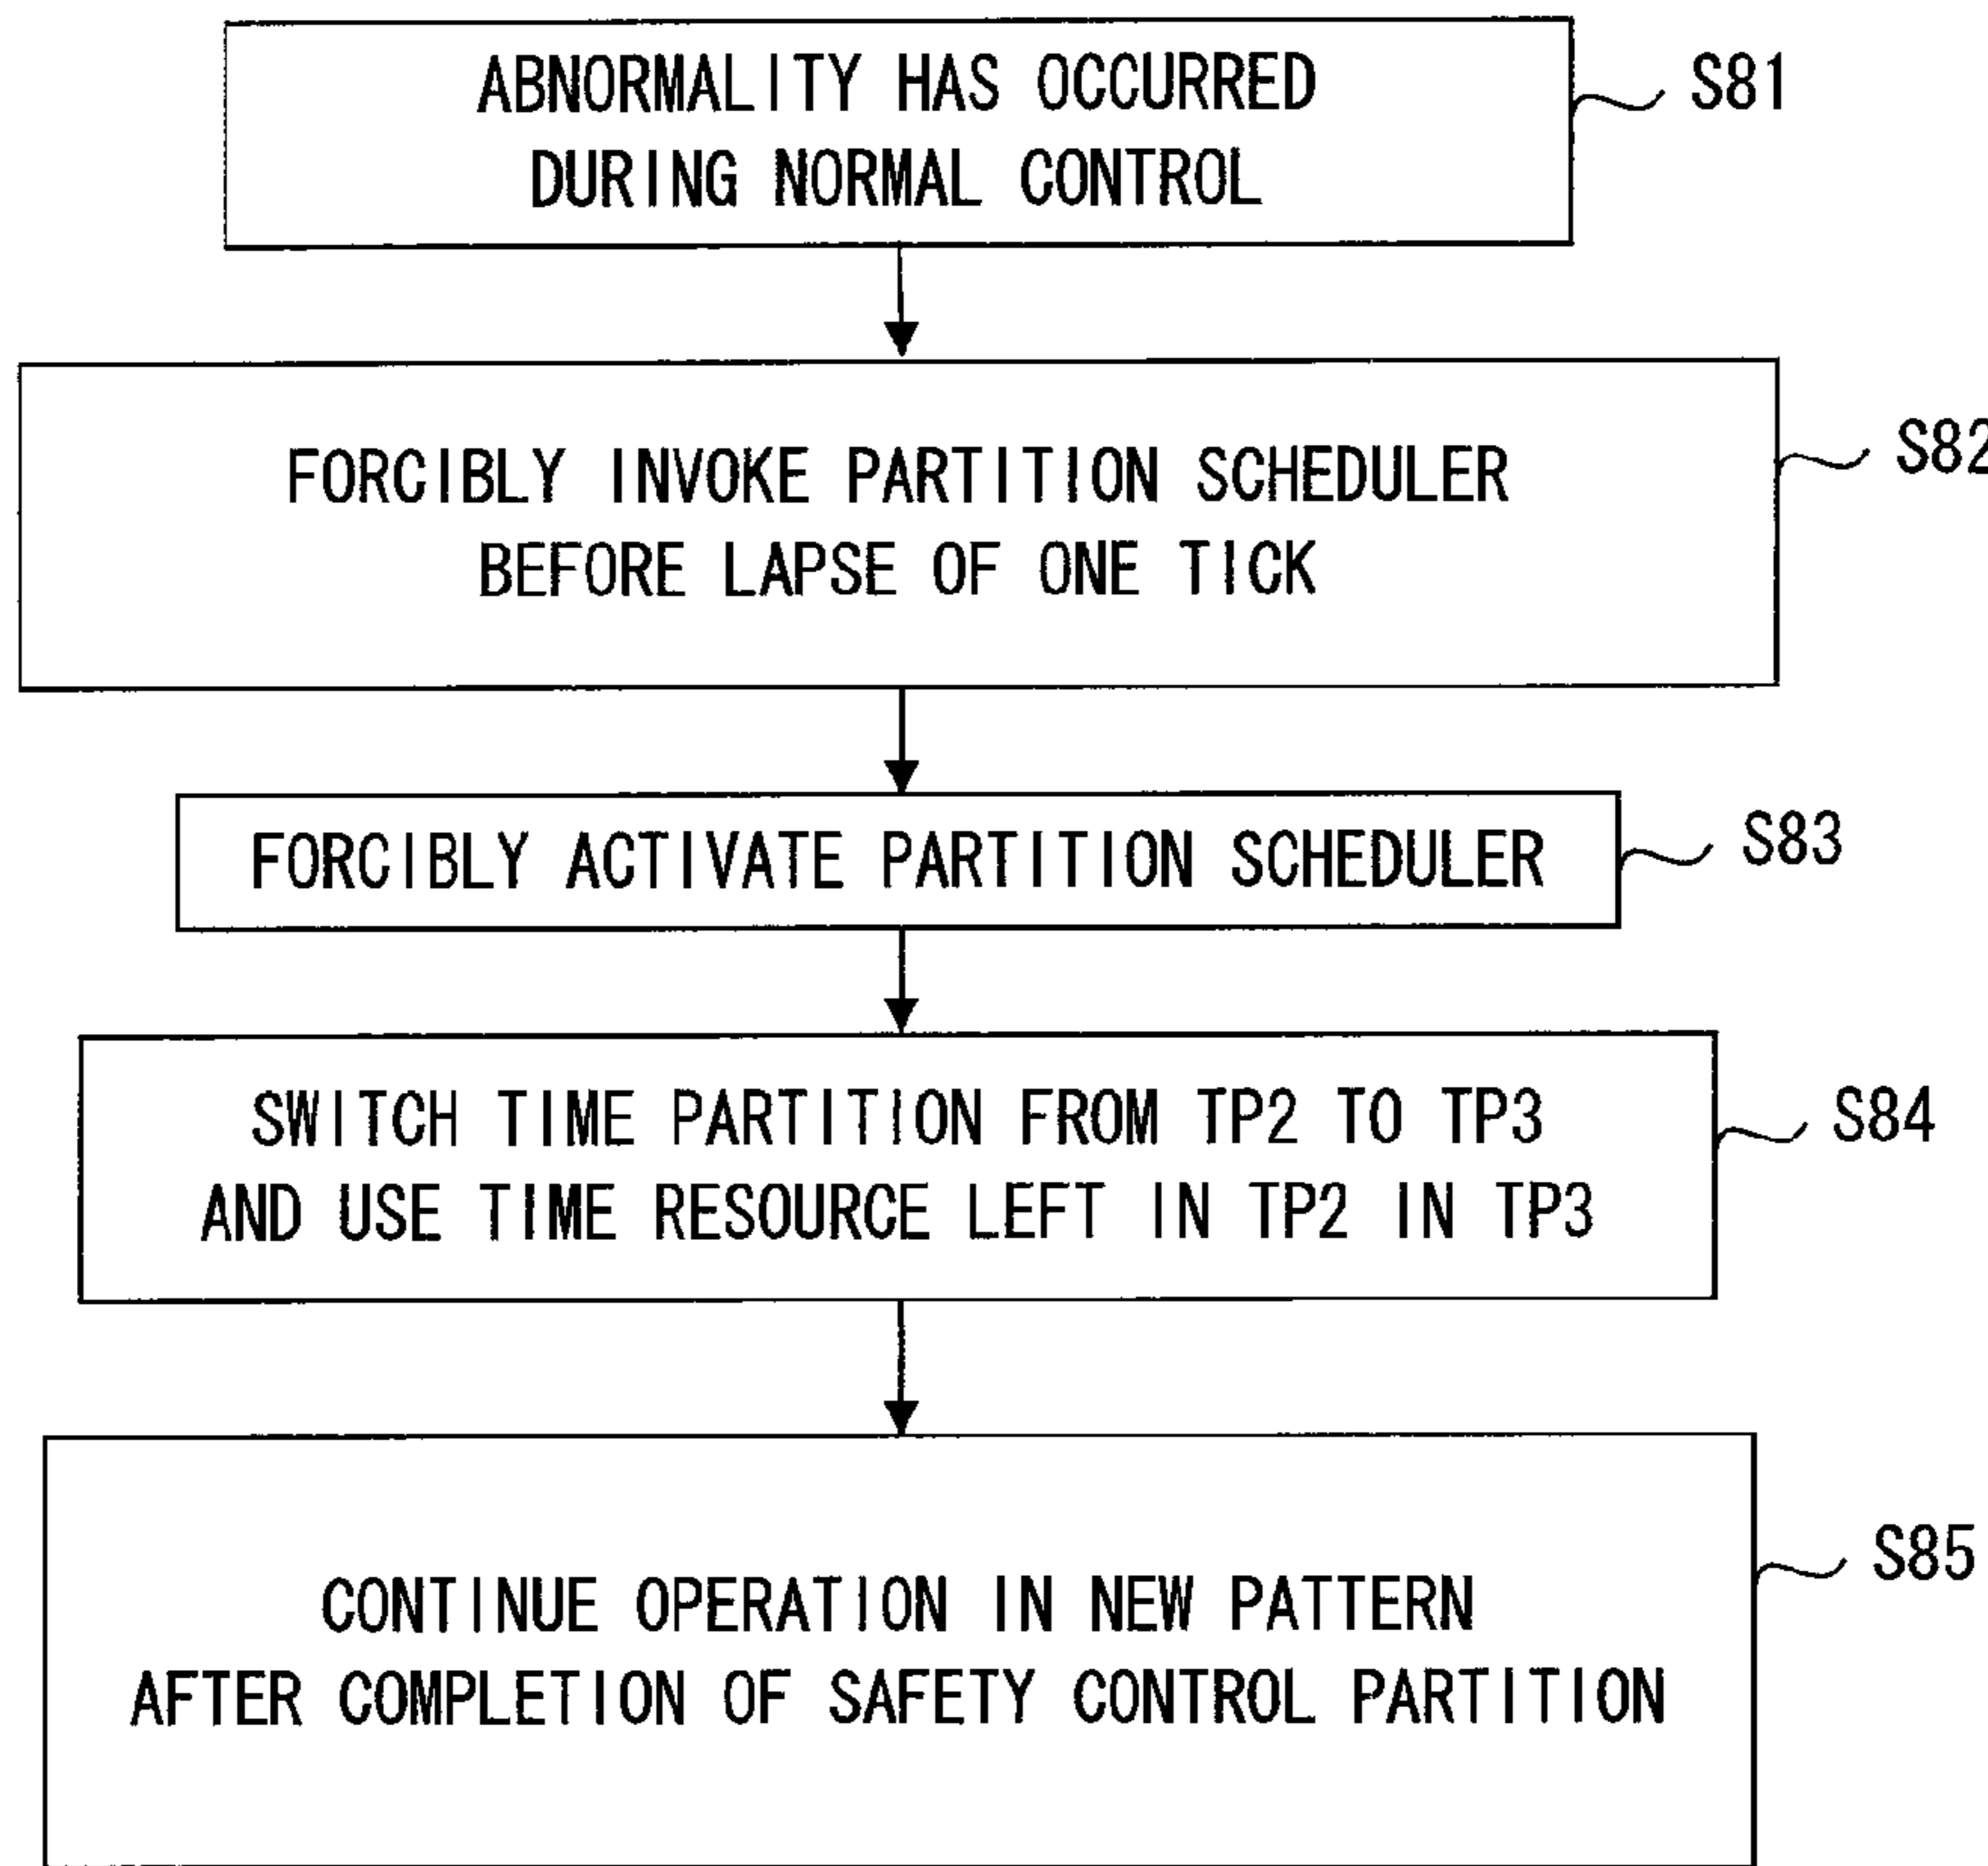 ABNORMALITY HAS OCCURRED
DURING NORMAL CONTROL
S81
FORCIBLY INVOKE PARTITION SCHEDULER
BEFORE LAPSE OF ONE TICK
S82
FORCIBLY ACTIVATE PARTITION SCHEDULER
S83
SWITCH TIME PARTITION FROM TP2 TO TP3
AND USE TIME RESOURCE LEFT IN TP2 IN TP3
S84
CONTINUE OPERATION IN NEW PATTERN
AFTER COMPLETION OF SAFETY CONTROL PARTITION
S85